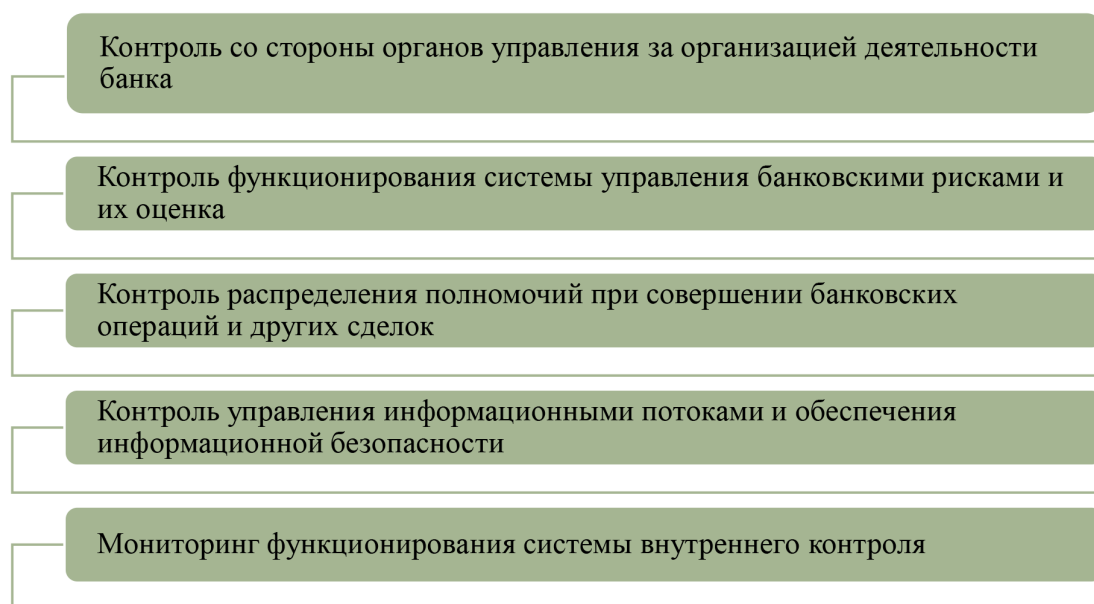 Контроль со стороны органов управления за организацией деятельности
банка
Контроль функционирования системы управления банковскими рисками и
их оценка
Контроль распределения полномочий при совершении банковских
операций и других сделок
Контроль управления информационными потоками и обеспечения
информационной безопасности
Мониторинг функционирования системы внутреннего контроля